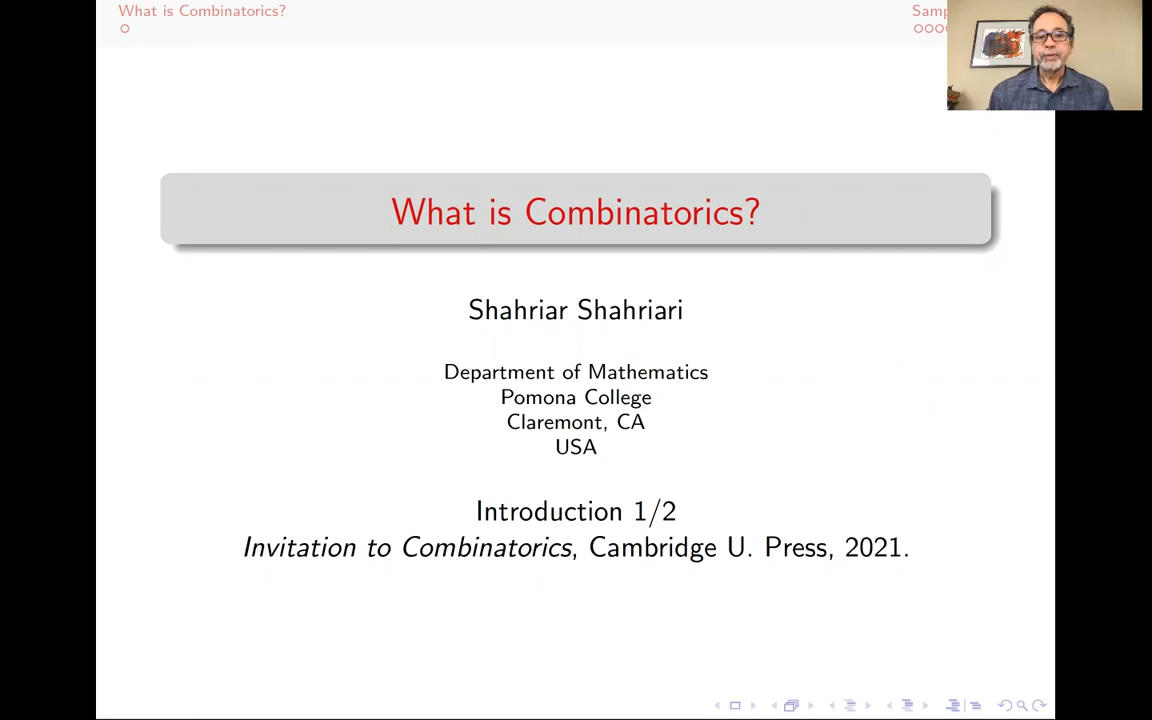 What is Combinatorics?
What is Combinatorics?
Shahriar Shahriari
Department of Mathematics
Pomona College
Claremont, CA
USA
Introduction 1/2
Invitation to Combinatorics, Cambridge U. Press, 2021.